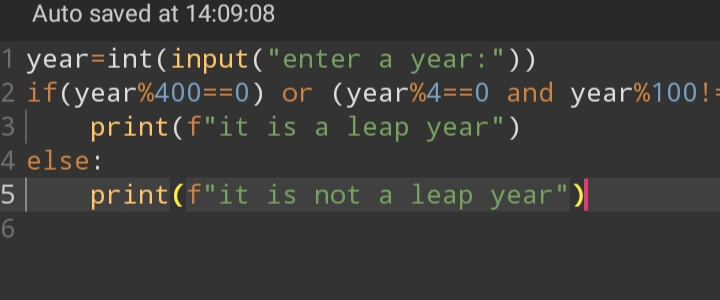 Auto saved at 14:09:08
1 year=int(input("enter a year:"))
2 if(year%400==0) or (year%4==0 and year%100!=
3     print(f"it is a leap year")
4 else:
5     print(f"it is not a leap year")
6